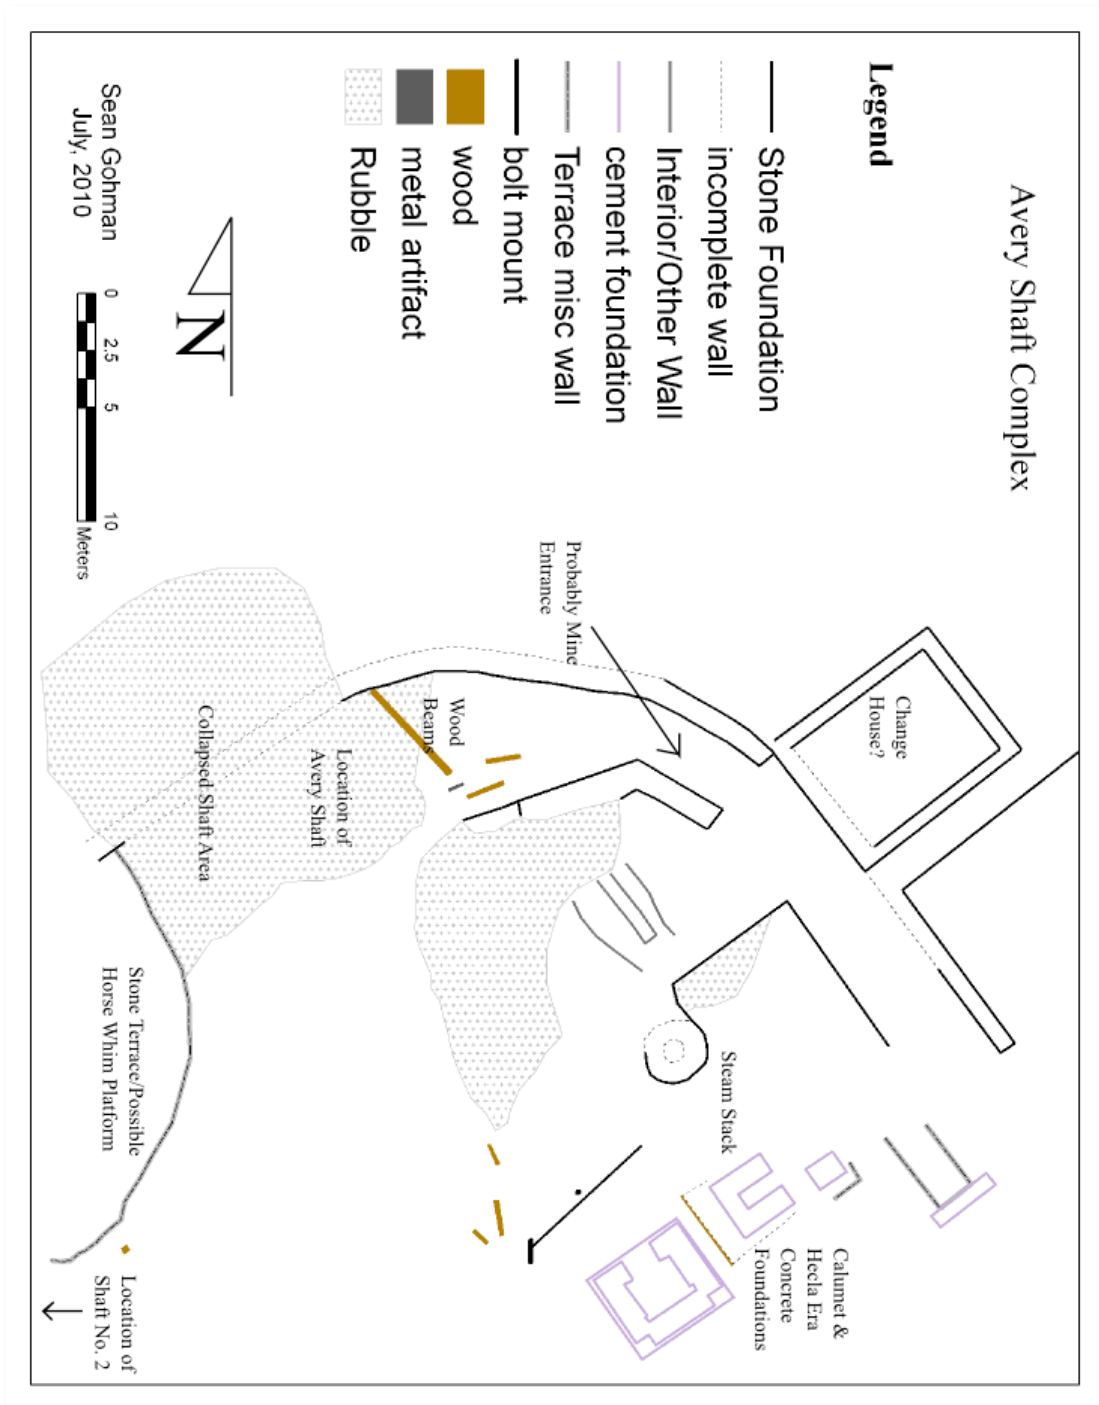 Avery Shaft Complex
Legend
Stone Foundation
incomplete wall
Interior/Other Wall
cement foundation
Terrace misc wall
bolt mount
wood
metal artifact
Rubble
N
Sean Gohman
July, 2010
0 2.5 5 10
Meters
Change
House?
Probably Mine
Entrance
Wood
Beams
Location of
Avery Shaft
Collapsed Shaft Area
Steam Stack
Calumet &
Hecla Era
Concrete
Foundations
Stone Terrace/Possible
Horse Whim Platform
Location of
Shaft No. 2